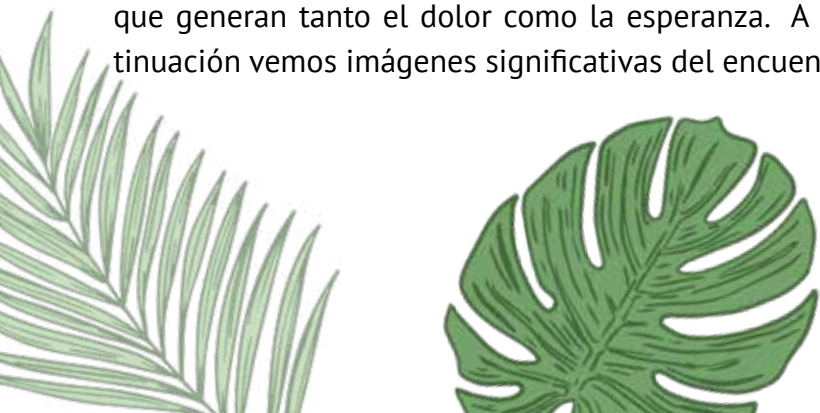 que generan tanto el dolor como la esperanza. A
tinuación vemos imágenes significativas del encuen